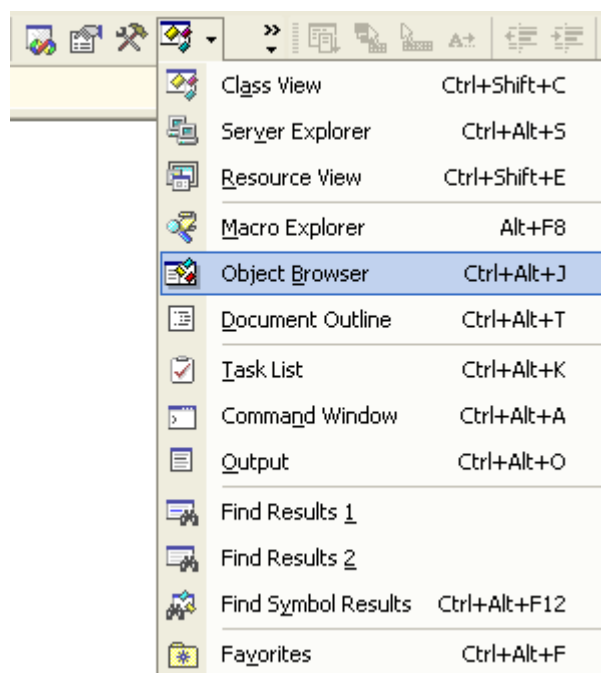 Class View Ctrl+Shift+C
Server Explorer Ctrl+Alt+S
Resource View Ctrl+Shift+E
Macro Explorer Alt+F8
Object Browser Ctrl+Alt+J
Document Outline Ctrl+Alt+T
Task List Ctrl+Alt+K
Command Window Ctrl+Alt+A
Output Ctrl+Alt+O
Find Results 1
Find Results 2
Find Symbol Results Ctrl+Alt+F12
Favorites Ctrl+Alt+F